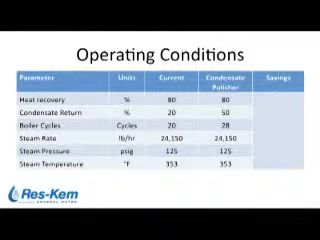 Operating Conditions
Parameter Units Current Condensate Polisher Savings
Heat recovery % 80 80
Condensate Return % 20 50
Boiler Cycles Cycles 20 28
Steam Rate lb/hr 24,150 24,150
Steam Pressure psig 125 125
Steam Temperature °F 353 353
Res-Kem
GENERAL WATER